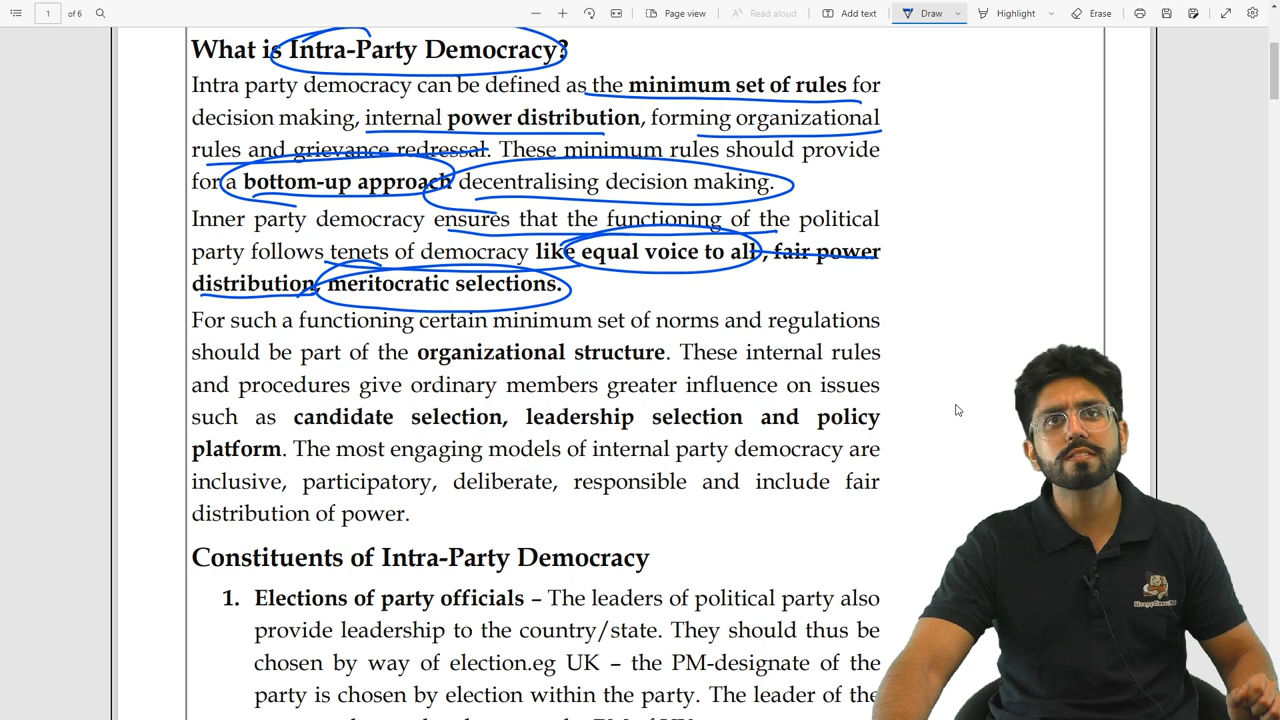 1 of 6 Page view Read aloud Add text Draw Highlight Erase
What is Intra-Party Democracy?
Intra party democracy can be defined as the minimum set of rules for
decision making, internal power distribution, forming organizational
rules and grievance redressal. These minimum rules should provide
for a bottom-up approach decentralising decision making.
Inner party democracy ensures that the functioning of the political
party follows tenets of democracy like equal voice to all, fair power
distribution, meritocratic selections.
For such a functioning certain minimum set of norms and regulations
should be part of the organizational structure. These internal rules
and procedures give ordinary members greater influence on issues
such as candidate selection, leadership selection and policy
platform. The most engaging models of internal party democracy are
inclusive, participatory, deliberate, responsible and include fair
distribution of power.
Constituents of Intra-Party Democracy
1. Elections of party officials – The leaders of political party also
provide leadership to the country/state. They should thus be
chosen by way of election.eg UK – the PM-designate of the
party is chosen by election within the party. The leader of the